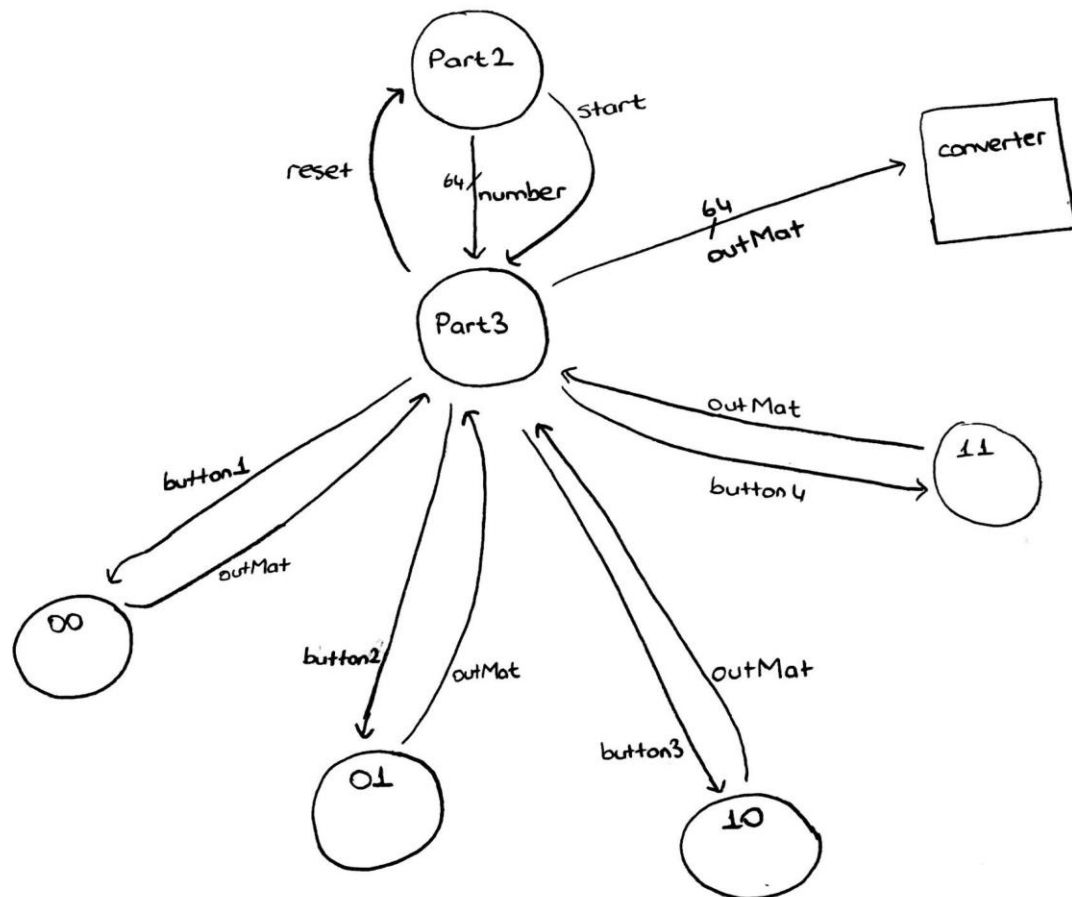 Part2
start
reset
64
number
converter
64
outMat
Part3
outMat
11
button1
button4
outMat
00
button2
outMat
outMat
button3
01
10